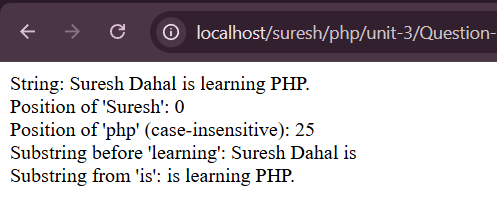 localhost/suresh/php/unit-3/Question-
String: Suresh Dahal is learning PHP.
Position of 'Suresh': 0
Position of 'php' (case-insensitive): 25
Substring before 'learning': Suresh Dahal is
Substring from 'is': is learning PHP.